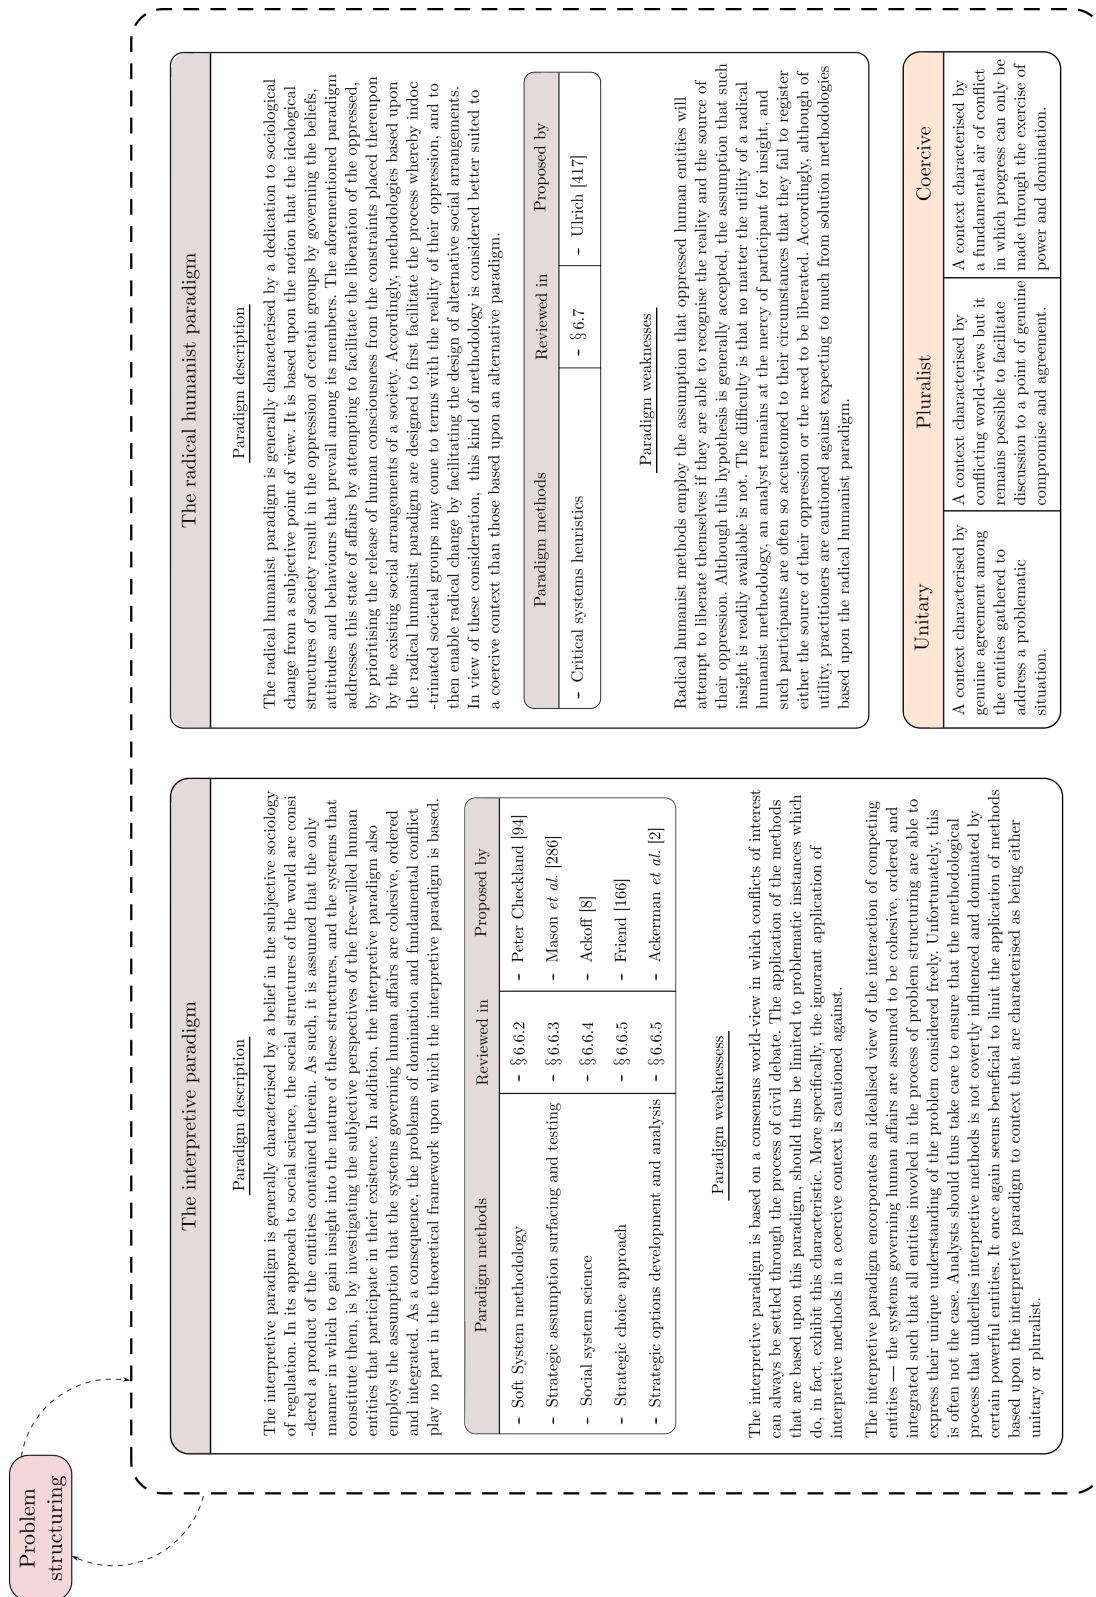 Problem
structuring
The interpretive paradigm
Paradigm description
The interpretive paradigm is generally characterised by a belief in the subjective sociology
of regulation. In its approach to social science, the social structures of the world are consi
-dered a product of the entities contained therein. As such, it is assumed that the only
manner in which to gain insight into the nature of these structures, and the systems that
constitute them, is by investigating the subjective perspectives of the free-willed human
entities that participate in their existence. In addition, the interpretive paradigm also
employs the assumption that the systems governing human affairs are cohesive, ordered
and integrated. As a consequence, the problems of domination and fundamental conflict
play no part in the theoretical framework upon which the interpretive paradigm is based.
Paradigm methods Reviewed in Proposed by
- Soft System methodology - §6.6.2 - Peter Checkland [94]
- Strategic assumption surfacing and testing - §6.6.3 - Mason et al. [286]
- Social system science - §6.6.4 - Ackoff [8]
- Strategic choice approach - §6.6.5 - Friend [166]
- Strategic options development and analysis - §6.6.5 - Ackerman et al. [2]
Paradigm weaknessess
The interpretive paradigm is based on a consensus world-view in which conflicts of interest
can always be settled through the process of civil debate. The application of the methods
that are based upon this paradigm, should thus be limited to problematic instances which
do, in fact, exhibit this characteristic. More specifically, the ignorant application of
interpretive methods in a coercive context is cautioned against.
The interpretive paradigm encorporates an idealised view of the interaction of competing
entities — the systems governing human affairs are assumed to be cohesive, ordered and
integrated such that all entities invovled in the process of problem structuring are able to
express their unique understanding of the problem considered freely. Unfortunately, this
is often not the case. Analysts should thus take care to ensure that the methodological
process that underlies interpretive methods is not covertly influenced and dominated by
certain powerful entities. It once again seems beneficial to limit the application of methods
based upon the interpretive paradigm to context that are characterised as being either
unitary or pluralist.
The radical humanist paradigm
Paradigm description
The radical humanist paradigm is generally characterised by a dedication to sociological
change from a subjective point of view. It is based upon the notion that the ideological
structures of society result in the oppression of certain groups by governing the beliefs,
attitudes and behaviours that prevail among its members. The aforementioned paradigm
addresses this state of affairs by attempting to facilitate the liberation of the oppressed,
by prioritising the release of human consciousness from the constraints placed thereupon
by the existing social arrangements of a society. Accordingly, methodologies based upon
the radical humanist paradigm are designed to first facilitate the process whereby indoc
-trinated societal groups may come to terms with the reality of their oppression, and to
then enable radical change by facilitating the design of alternative social arrangements.
In view of these consideration, this kind of methodology is considered better suited to
a coercive context than those based upon an alternative paradigm.
Paradigm methods Reviewed in Proposed by
- Critical systems heuristics - §6.7 - Ulrich [417]
Paradigm weaknesses
Radical humanist methods employ the assumption that oppressed human entities will
attempt to liberate themselves if they are able to recognise the reality and the source of
their oppression. Although this hypothesis is generally accepted, the assumption that such
insight is readily available is not. The difficulty is that no matter the utility of a radical
humanist methodology, an analyst remains at the mercy of participant for insight, and
such participants are often so accustomed to their circumstances that they fail to register
either the source of their oppression or the need to be liberated. Accordingly, although of
utility, practitioners are cautioned against expecting to much from solution methodologies
based upon the radical humanist paradigm.
Unitary Pluralist Coercive
A context characterised by
genuine agreement among
the entities gathered to
address a problematic
situation.
A context characterised by
conflicting world-views but it
remains possible to facilitate
discussion to a point of genuine
compromise and agreement.
A context characterised by
a fundamental air of conflict
in which progress can only be
made through the exercise of
power and domination.